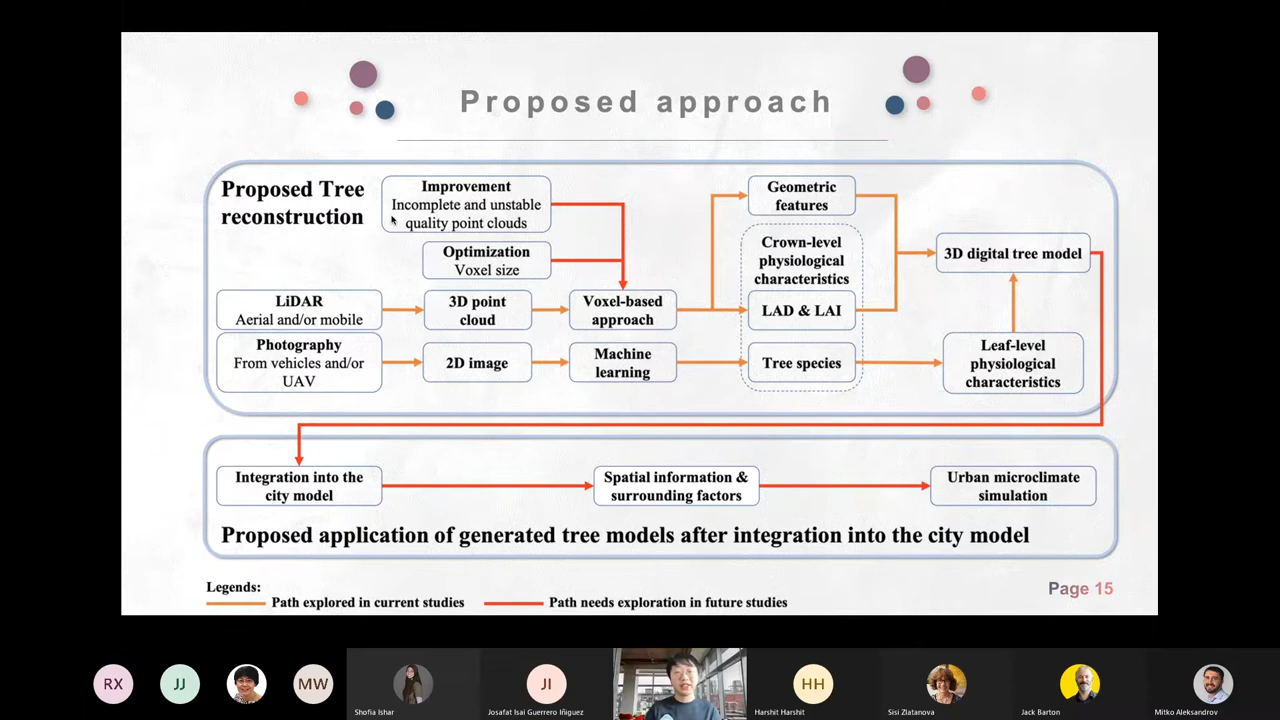 Proposed approach
Proposed Tree
reconstruction
Improvement
Incomplete and unstable
quality point clouds
Optimization
Voxel size
LiDAR
Aerial and/or mobile
3D point
cloud
Voxel-based
approach
Geometric
features
Crown-level
physiological
characteristics
LAD & LAI
3D digital tree model
Photography
From vehicles and/or
UAV
2D image
Machine
learning
Tree species
Leaf-level
physiological
characteristics
Integration into the
city model
Spatial information &
surrounding factors
Urban microclimate
simulation
Proposed application of generated tree models after integration into the city model
Legends:
Path explored in current studies
Path needs exploration in future studies
Page 15
RX
JJ
MW
Shofia Ishar
JI
Josafat Isai Guerrero Iñiguez
HH
Harshit Harshit
Sisi Zlatanova
Jack Barton
Mitko Aleksandrov